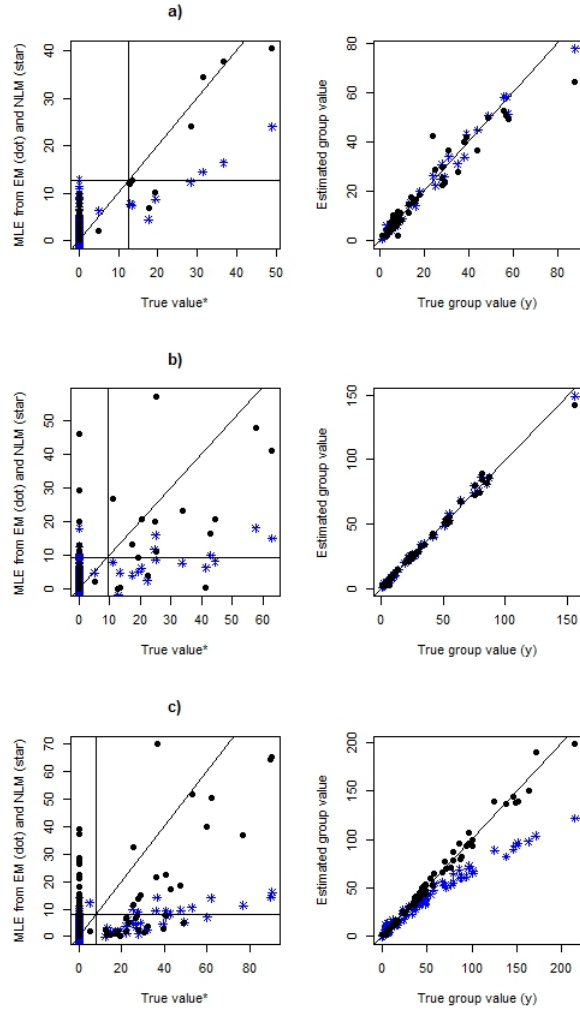 a)
MLE from EM (dot) and NLM (star)
40
30
20
10
0
0 10 20 30 40 50
True value*
Estimated group value
80
60
40
20
0
0 20 40 60 80
True group value (y)
b)
MLE from EM (dot) and NLM (star)
50
40
30
20
10
0
0 10 20 30 40 50 60
True value*
Estimated group value
150
100
50
0
0 50 100 150
True group value (y)
c)
MLE from EM (dot) and NLM (star)
70
60
50
40
30
20
10
0
0 20 40 60 80
True value*
Estimated group value
200
150
100
50
0
0 50 100 150 200
True group value (y)